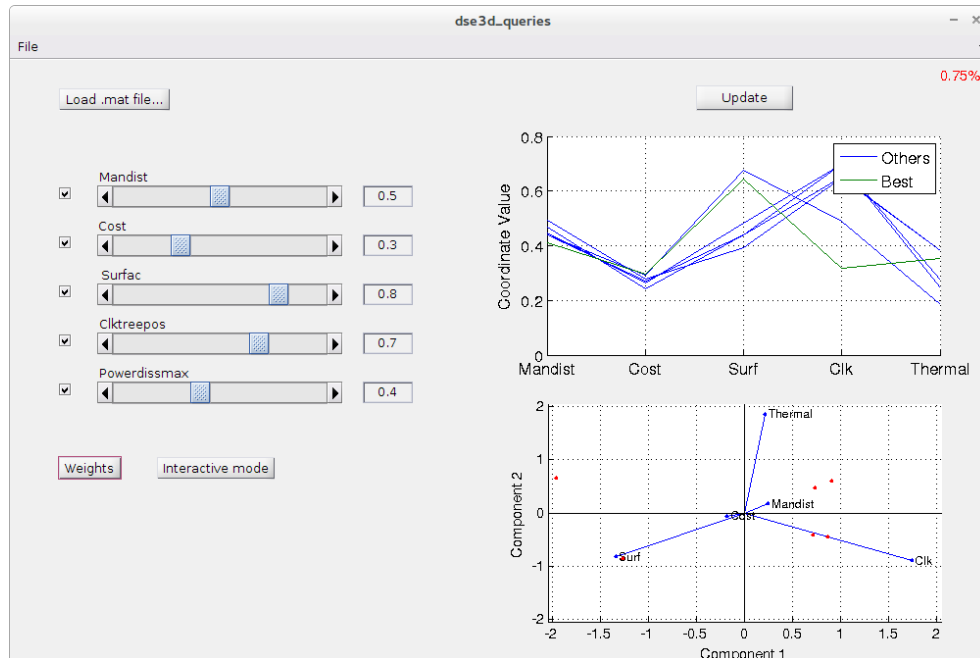 dse3d_queries
File
0.75%
Load .mat file...
Update
Mandist
0.5
Cost
0.3
Surfac
0.8
Clktreepos
0.7
Powerdissmax
0.4
Weights
Interactive mode
Others
Best
Coordinate Value
0.8
0.6
0.4
0.2
0
Mandist Cost Surf Clk Thermal
Component 2
2
1
0
-1
-2
Thermal
Mandist
Cost
Surf
Clk
-2 -1.5 -1 -0.5 0 0.5 1 1.5 2
Component 1